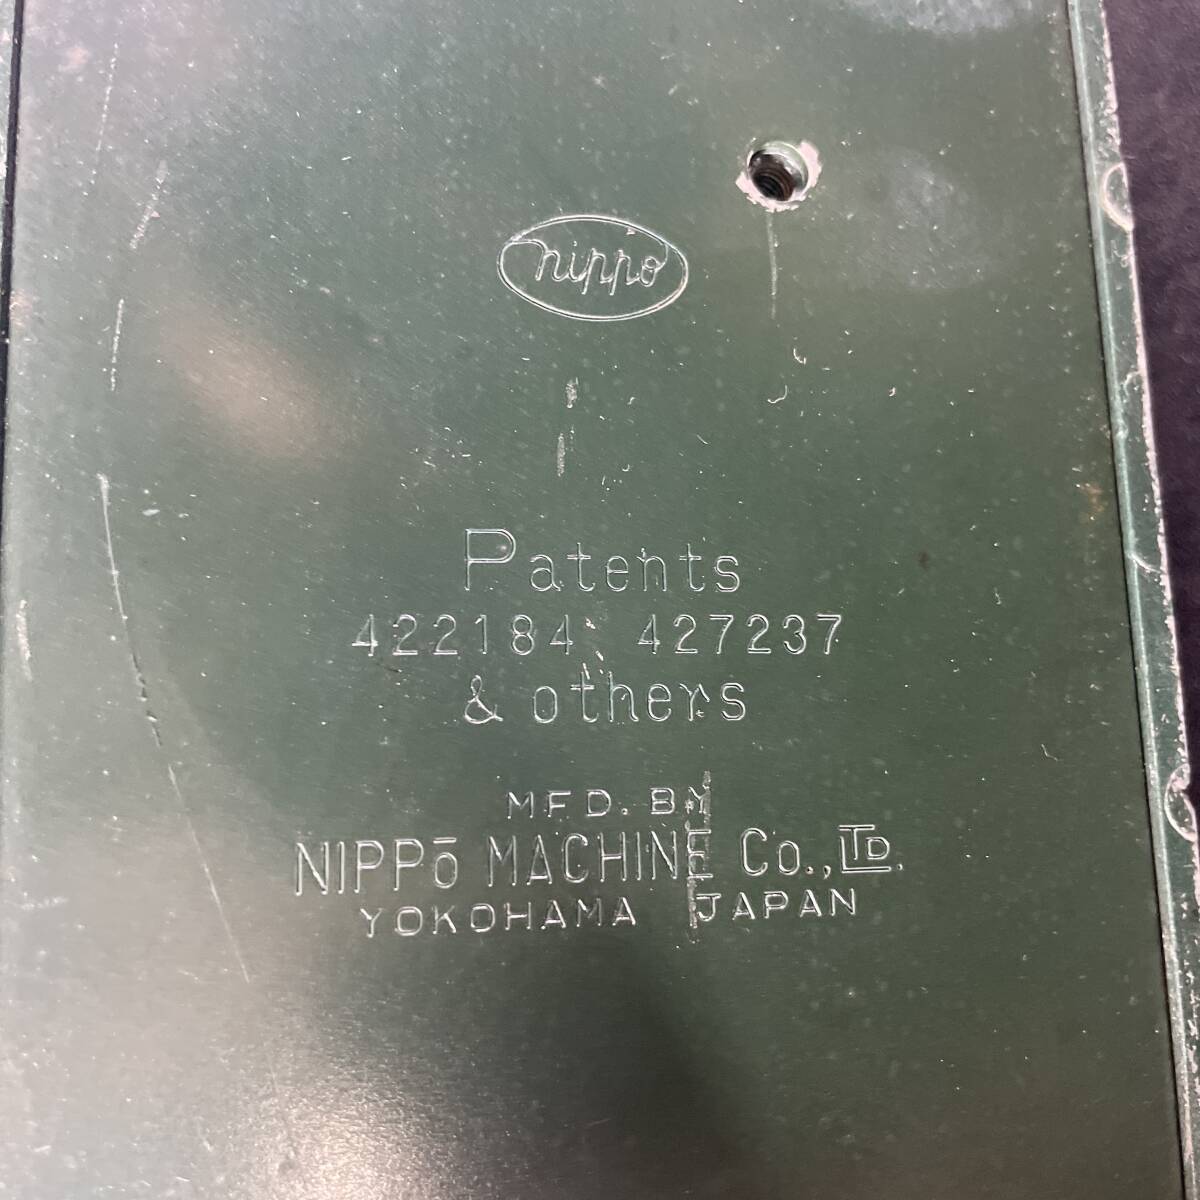 nippo
Patents
422184 427237
& others
MFD. BY
NIPPō MACHINE Co., LTD.
YOKOHAMA JAPAN